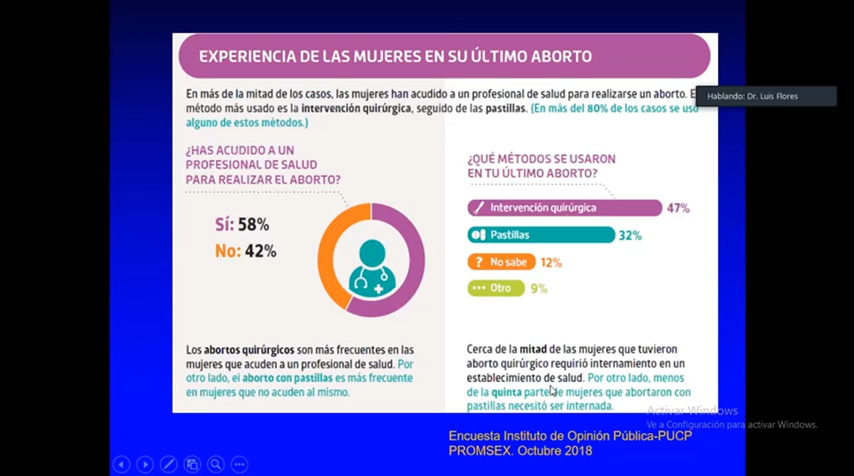 EXPERIENCIA DE LAS MUJERES EN SU ÚLTIMO ABORTO
En más de la mitad de los casos, las mujeres han acudido a un profesional de salud para realizarse un aborto. E
método más usado es la intervención quirúrgica, seguido de las pastillas. (En más del 80% de los casos se uso
alguno de estos métodos.)
Hablando: Dr. Luis Flores
¿HAS ACUDIDO A UN
PROFESIONAL DE SALUD
PARA REALIZAR EL ABORTO?
Sí: 58%
No: 42%
Los abortos quirúrgicos son más frecuentes en las
mujeres que acuden a un profesional de salud. Por
otro lado, el aborto con pastillas es más frecuente
en mujeres que no acuden al mismo.
¿QUÉ MÉTODOS SE USARON
EN TU ÚLTIMO ABORTO?
Intervención quirúrgica 47%
Pastillas 32%
? No sabe 12%
Otro 9%
Cerca de la mitad de las mujeres que tuvieron
aborto quirúrgico requirió internamiento en un
establecimiento de salud. Por otro lado, menos
de la quinta parte de mujeres que abortaron con
pastillas necesitó ser internada.
Activar Windows
Ve a Configuración para activar Windows.
Encuesta Instituto de Opinión Pública-PUCP
PROMSEX. Octubre 2018